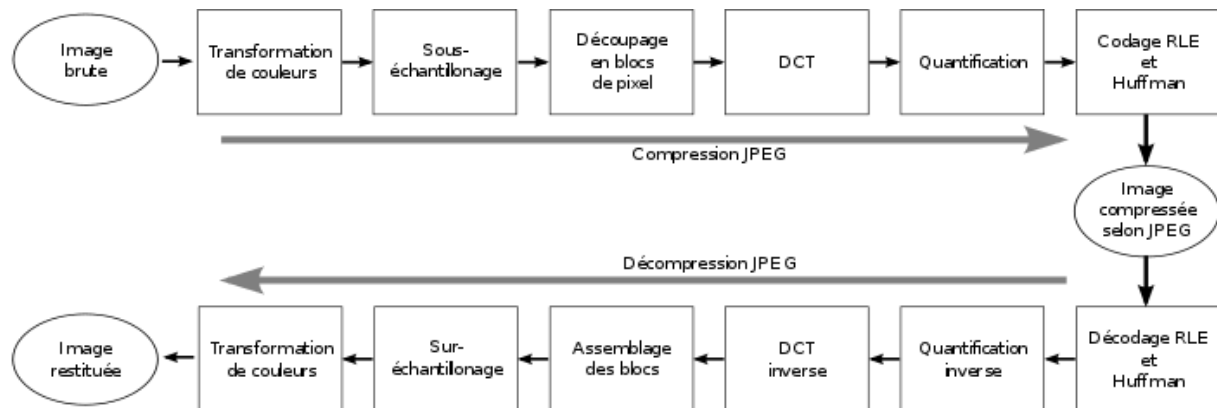 Image
brute
Transformation
de couleurs
Sous-
échantillonage
Découpage
en blocs
de pixel
DCT
Quantification
Codage RLE
et
Huffman
Compression JPEG
Image
compressée
selon JPEG
Décompression JPEG
Image
restituée
Transformation
de couleurs
Sur-
échantillonage
Assemblage
des blocs
DCT
inverse
Quantification
inverse
Décodage RLE
et
Huffman